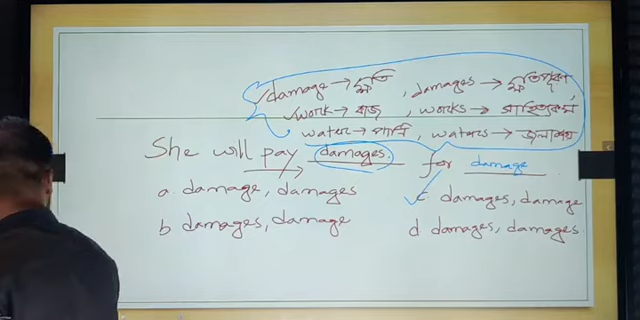 damage → ক্ষতি, damages → ক্ষতিপূরণ,
work → কাজ, works → সাহিত্যকর্ম
water → পানি, waters → জলাশয়
She will pay damages for damage
a. damage, damages
c. damages, damage
b damages, damage
d damages, damages